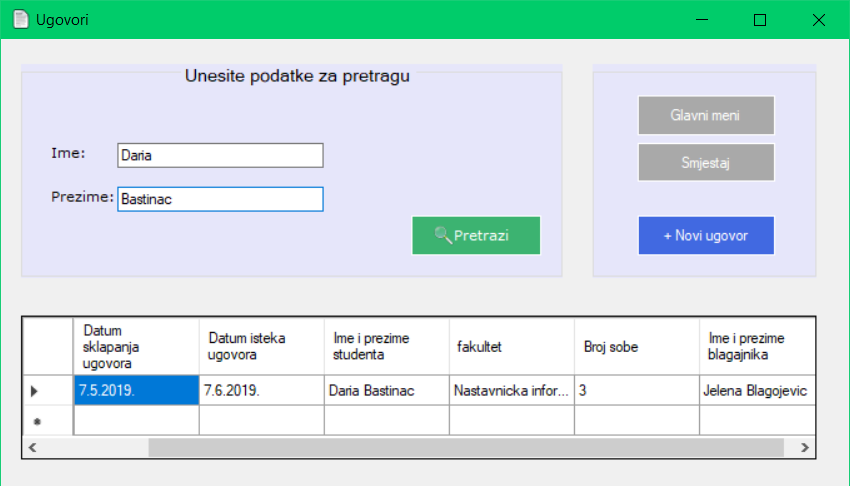 Ugovori
Unesite podatke za pretragu
Ime:
Daria
Prezime:
Bastinac
Pretrazi
Glavni meni
Smjestaj
+ Novi ugovor
Datum
sklapanja
ugovora
Datum isteka
ugovora
Ime i prezime
studenta
fakultet
Broj sobe
Ime i prezime
blagajnika
7.5.2019.
7.6.2019.
Daria Bastinac
Nastavnicka infor...
3
Jelena Blagojevic